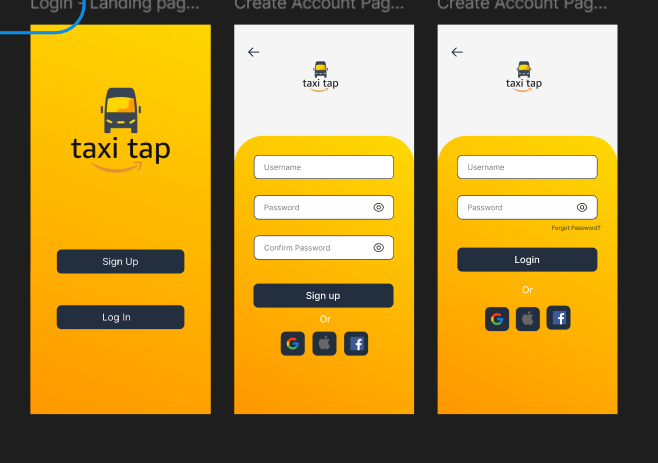 Login - Landing pag...
taxi tap
Sign Up
Log In
Create Account Pag...
taxi tap
Username
Password
Confirm Password
Sign up
Or
G
f
Create Account Pag...
taxi tap
Username
Password
Forgot Password?
Login
Or
G
f